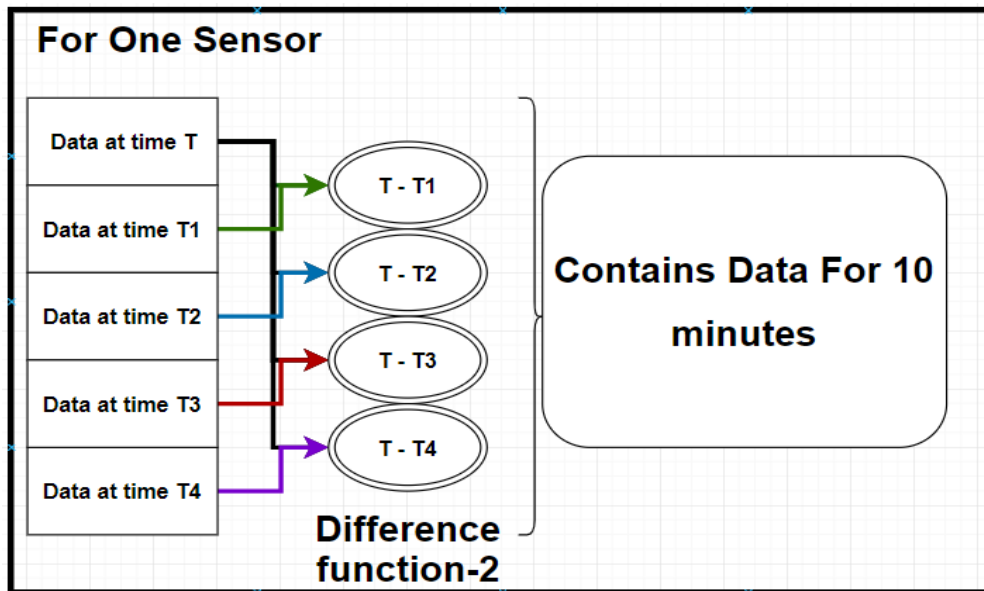 For One Sensor
Data at time T
Data at time T1
Data at time T2
Data at time T3
Data at time T4
T - T1
T - T2
T - T3
T - T4
Difference
function-2
Contains Data For 10
minutes